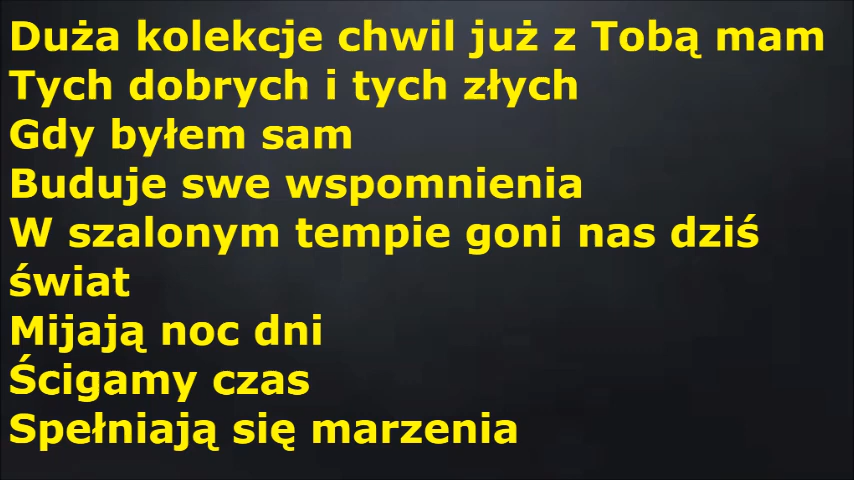 Duża kolekcje chwil już z Tobą mam
Tych dobrych i tych złych
Gdy byłem sam
Buduje swe wspomnienia
W szalonym tempie goni nas dziś
świat
Mijają noc dni
Ścigamy czas
Spełniają się marzenia